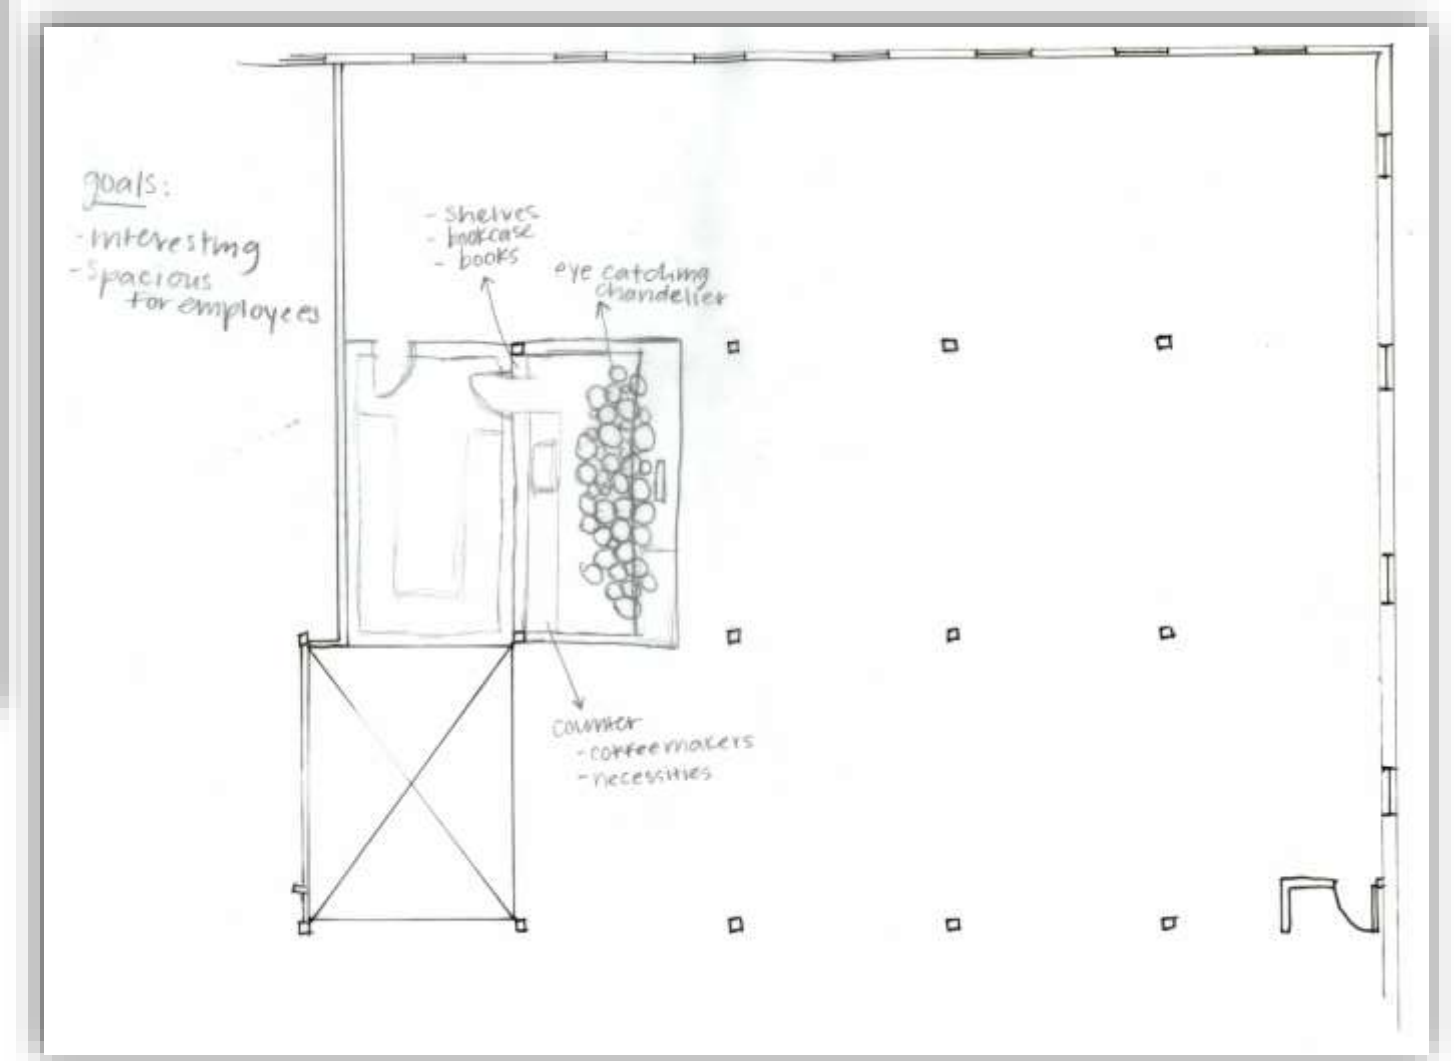 goals:
- interesting
- Spacious
for employees
- Shelves
- bookcase
- books
eye catching
chandelier
counter
- coffeemakers
- necessities